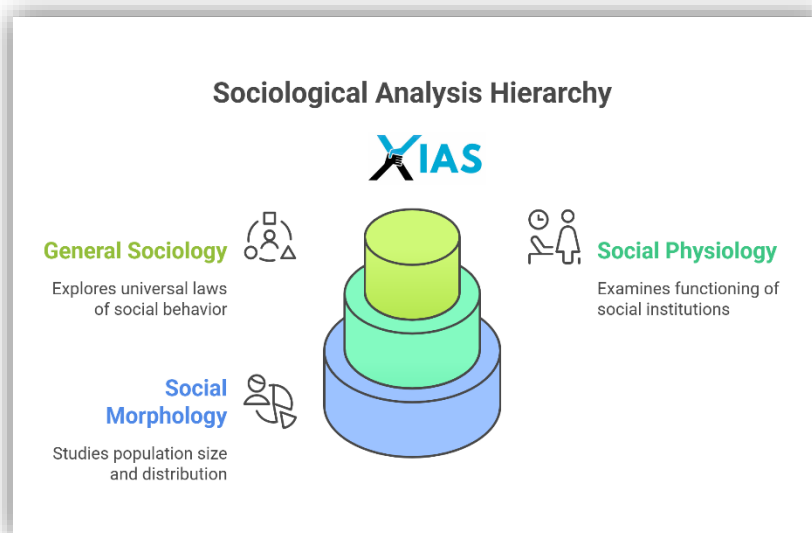 Sociological Analysis Hierarchy
XIAS
General Sociology
Explores universal laws
of social behavior
Social Physiology
Examines functioning of
social institutions
Social
Morphology
Studies population size
and distribution